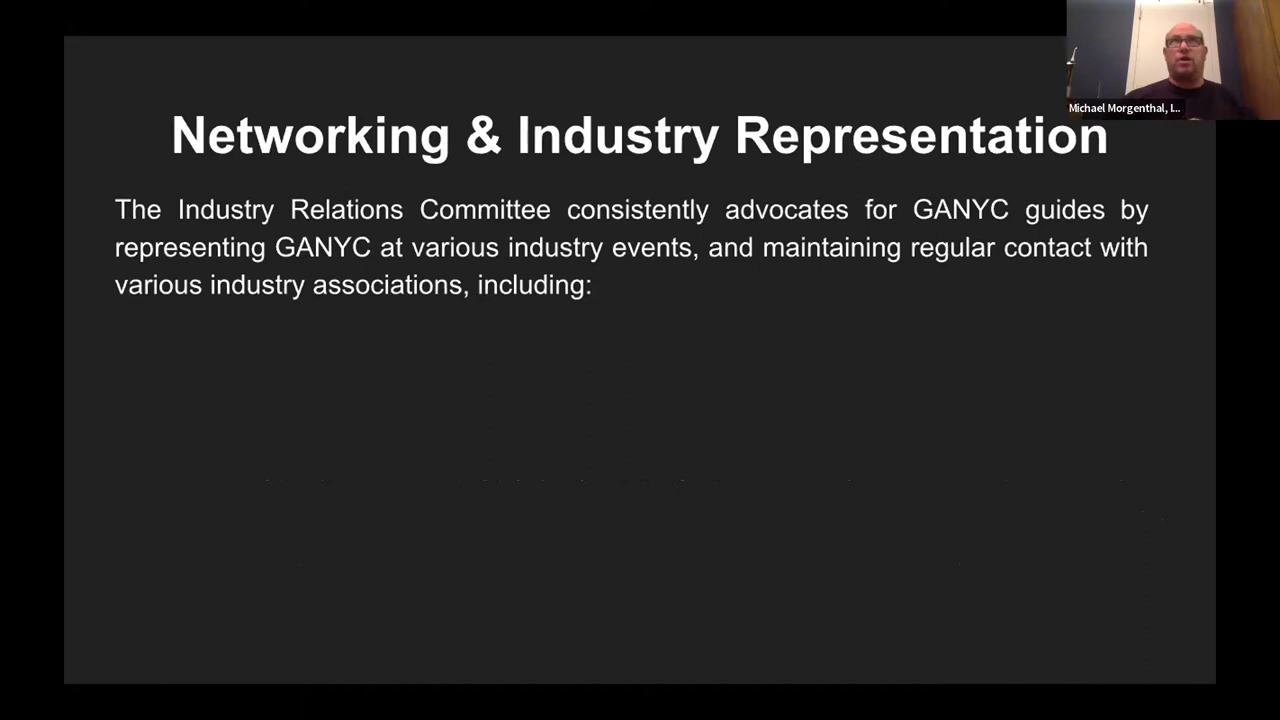 Michael Morgenthal, I...
Networking & Industry Representation
The Industry Relations Committee consistently advocates for GANYC guides by
representing GANYC at various industry events, and maintaining regular contact with
various industry associations, including: